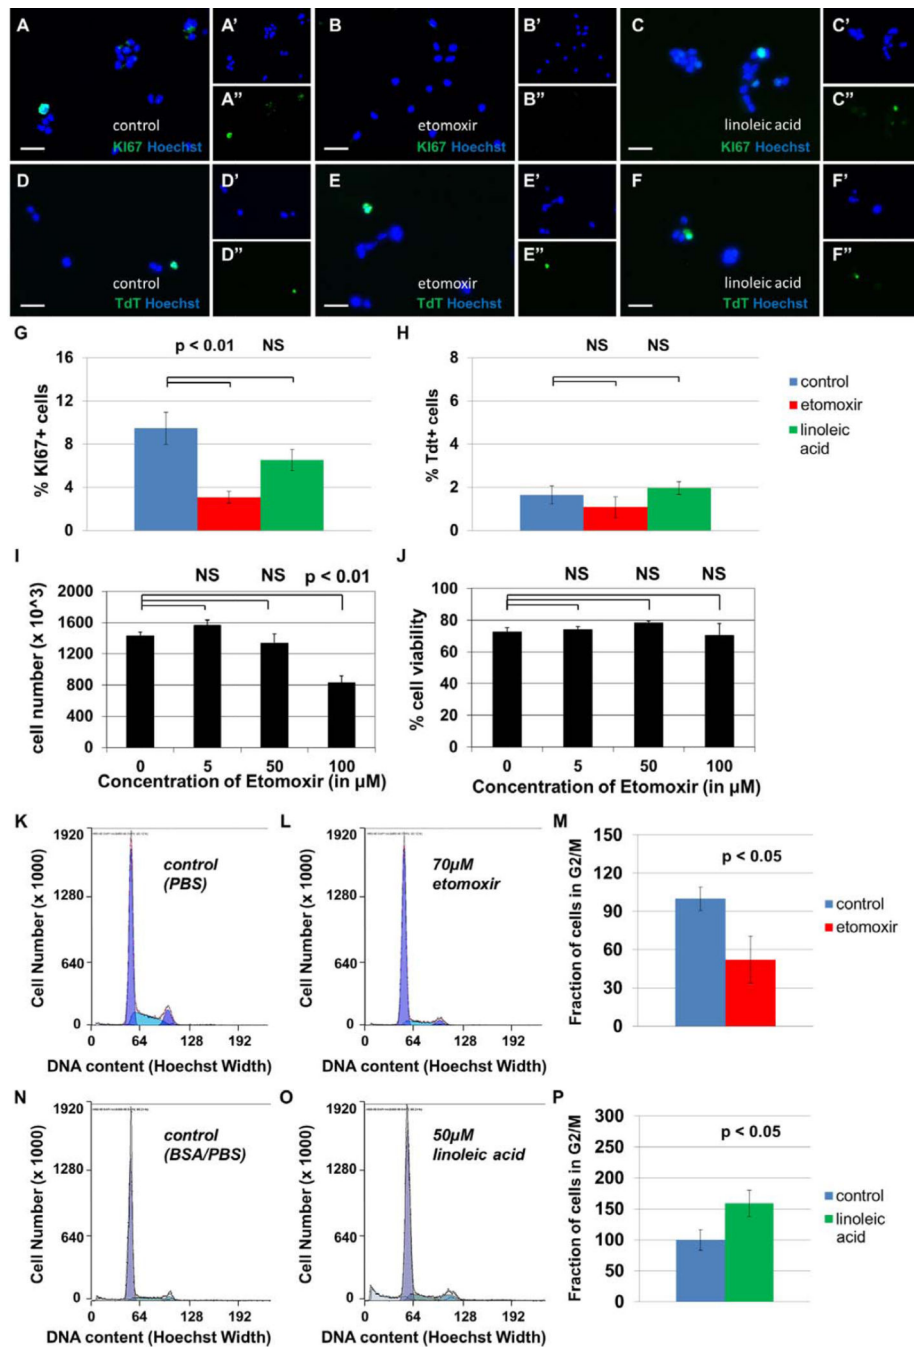 A A' B B' C C'
A" B" C"
control etomoxir linoleic acid
KI67 Hoechst KI67 Hoechst KI67 Hoechst
D D' E E' F F'
D" E" F"
control etomoxir linoleic acid
TdT Hoechst TdT Hoechst TdT Hoechst
G
p < 0.01 NS
% KI67+ cells
16
12
8
4
0
H
NS NS
% Tdt+ cells
8
6
4
2
0
control
etomoxir
linoleic
acid
I
NS NS p < 0.01
cell number (x 10^3)
2000
1600
1200
800
400
0
0 5 50 100
Concentration of Etomoxir (in µM)
J
NS NS NS
% cell viability
100
80
60
40
20
0
0 5 50 100
Concentration of Etomoxir (in µM)
K
control
(PBS)
Cell Number (x 1000)
1920
1280
640
0
0 64 128 192
DNA content (Hoechst Width)
L
70µM
etomoxir
Cell Number (x 1000)
1920
1280
640
0
0 64 128 192
DNA content (Hoechst Width)
M
p < 0.05
Fraction of cells in G2/M
150
120
90
60
30
0
control
etomoxir
N
control
(BSA/PBS)
Cell Number (x 1000)
1920
1280
640
0
0 64 128 192
DNA content (Hoechst Width)
O
50µM
linoleic acid
Cell Number (x 1000)
1920
1280
640
0
0 64 128 192
DNA content (Hoechst Width)
P
p < 0.05
Fraction of cells in G2/M
300
250
200
150
100
50
0
control
linoleic
acid